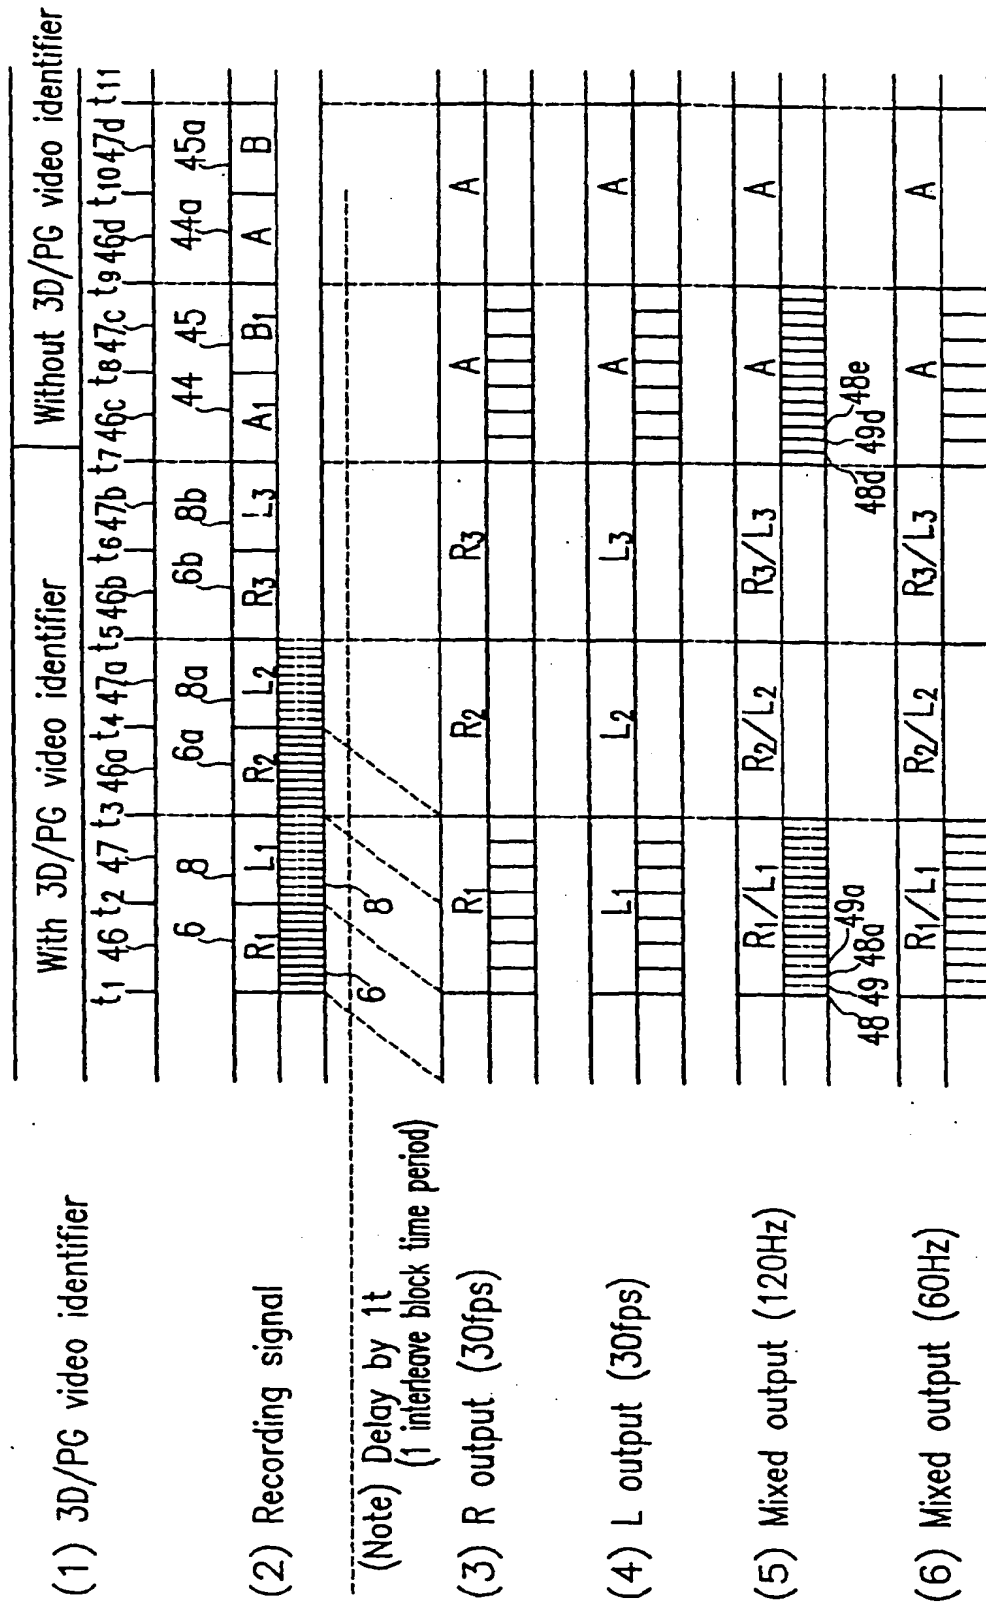 (1) 3D/PG video identifier
With 3D/PG video identifier
Without 3D/PG video identifier
t1 46 t2 47 t3 46a t4 47a t5 46b t6 47b t7 46c t8 47c t9 46d t10 47d t11
6 8 6a 8a 6b 8b 44 45 44a 45a
(2) Recording signal
R1 L1 R2 L2 R3 L3 A1 B1 A B
6 8
(Note) Delay by 1t
(1 interleave block time period)
(3) R output (30fps)
R1 R2 R3 A A
(4) L output (30fps)
L1 L2 L3 A A
(5) Mixed output (120Hz)
R1/L1 R2/L2 R3/L3 A A
48 49 48a 49a 48d 49d 48e
(6) Mixed output (60Hz)
R1/L1 R2/L2 R3/L3 A A